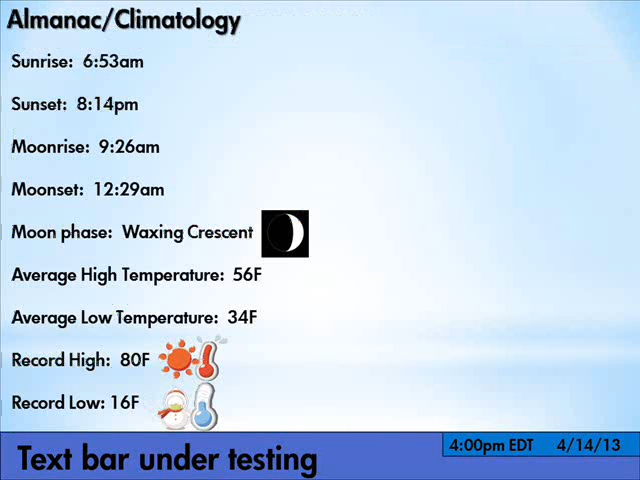 Almanac/Climatology
Sunrise: 6:53am
Sunset: 8:14pm
Moonrise: 9:26am
Moonset: 12:29am
Moon phase: Waxing Crescent
Average High Temperature: 56F
Average Low Temperature: 34F
Record High: 80F
Record Low: 16F
4:00pm EDT 4/14/13
Text bar under testing